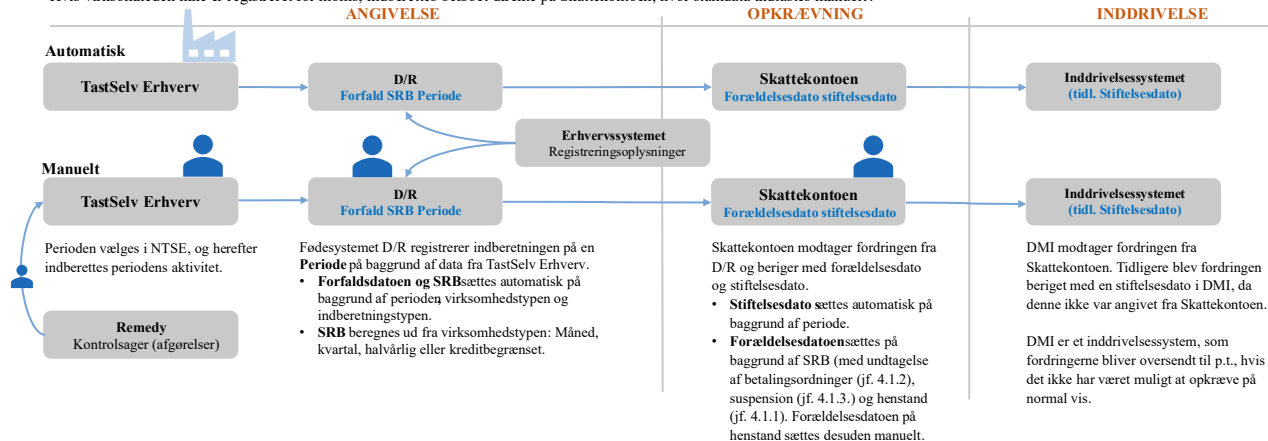 ANGIVELSE
OPKRÆVNING
INDDRIVELSE
Automatisk
TastSelv Erhverv
D/R
Forfald SRB Periode
Skattekontoen
Forældelsesdato stiftelsesdato
Inddrivelsessystemet
(tidl. Stiftelsesdato)
Erhvervssystemet
Registreringsoplysninger
Manuelt
TastSelv Erhverv
D/R
Forfald SRB Periode
Skattekontoen
Forældelsesdato stiftelsesdato
Inddrivelsessystemet
(tidl. Stiftelsesdato)
Perioden vælges i NTSE, og herefter
indberettes periodens aktivitet.
Remedy
Kontrolsager (afgørelser)
Fødesystemet D/R registrerer indberetningen på en
Periode på baggrund af data fra TastSelv Erhverv.
• Forfaldsdatoen og SRB sættes automatisk på
baggrund af perioden, virksomhedstypen og
indberetningstypen.
• SRB beregnes ud fra virksomhedstypen: Måned,
kvartal, halvårlig eller kreditbegrænset.
Skattekontoen modtager fordringen fra
D/R og beriger med forældelsesdato
og stiftelsesdato.
• Stiftelsesdato sættes automatisk på
baggrund af periode.
• Forældelsesdatoen sættes på
baggrund af SRB (med undtagelse
af betalingsordninger (jf. 4.1.2),
suspension (jf. 4.1.3.) og henstand
(jf. 4.1.1). Forældelsesdatoen på
henstand sættes desuden manuelt.
DMI modtager fordringen fra
Skattekontoen. Tidligere blev fordringen
beriget med en stiftelsesdato i DMI, da
denne ikke var angivet fra Skattekontoen.
DMI er et inddrivelsessystem, som
fordringerne bliver oversendt til p.t., hvis
det ikke har været muligt at opkræve på
normal vis.